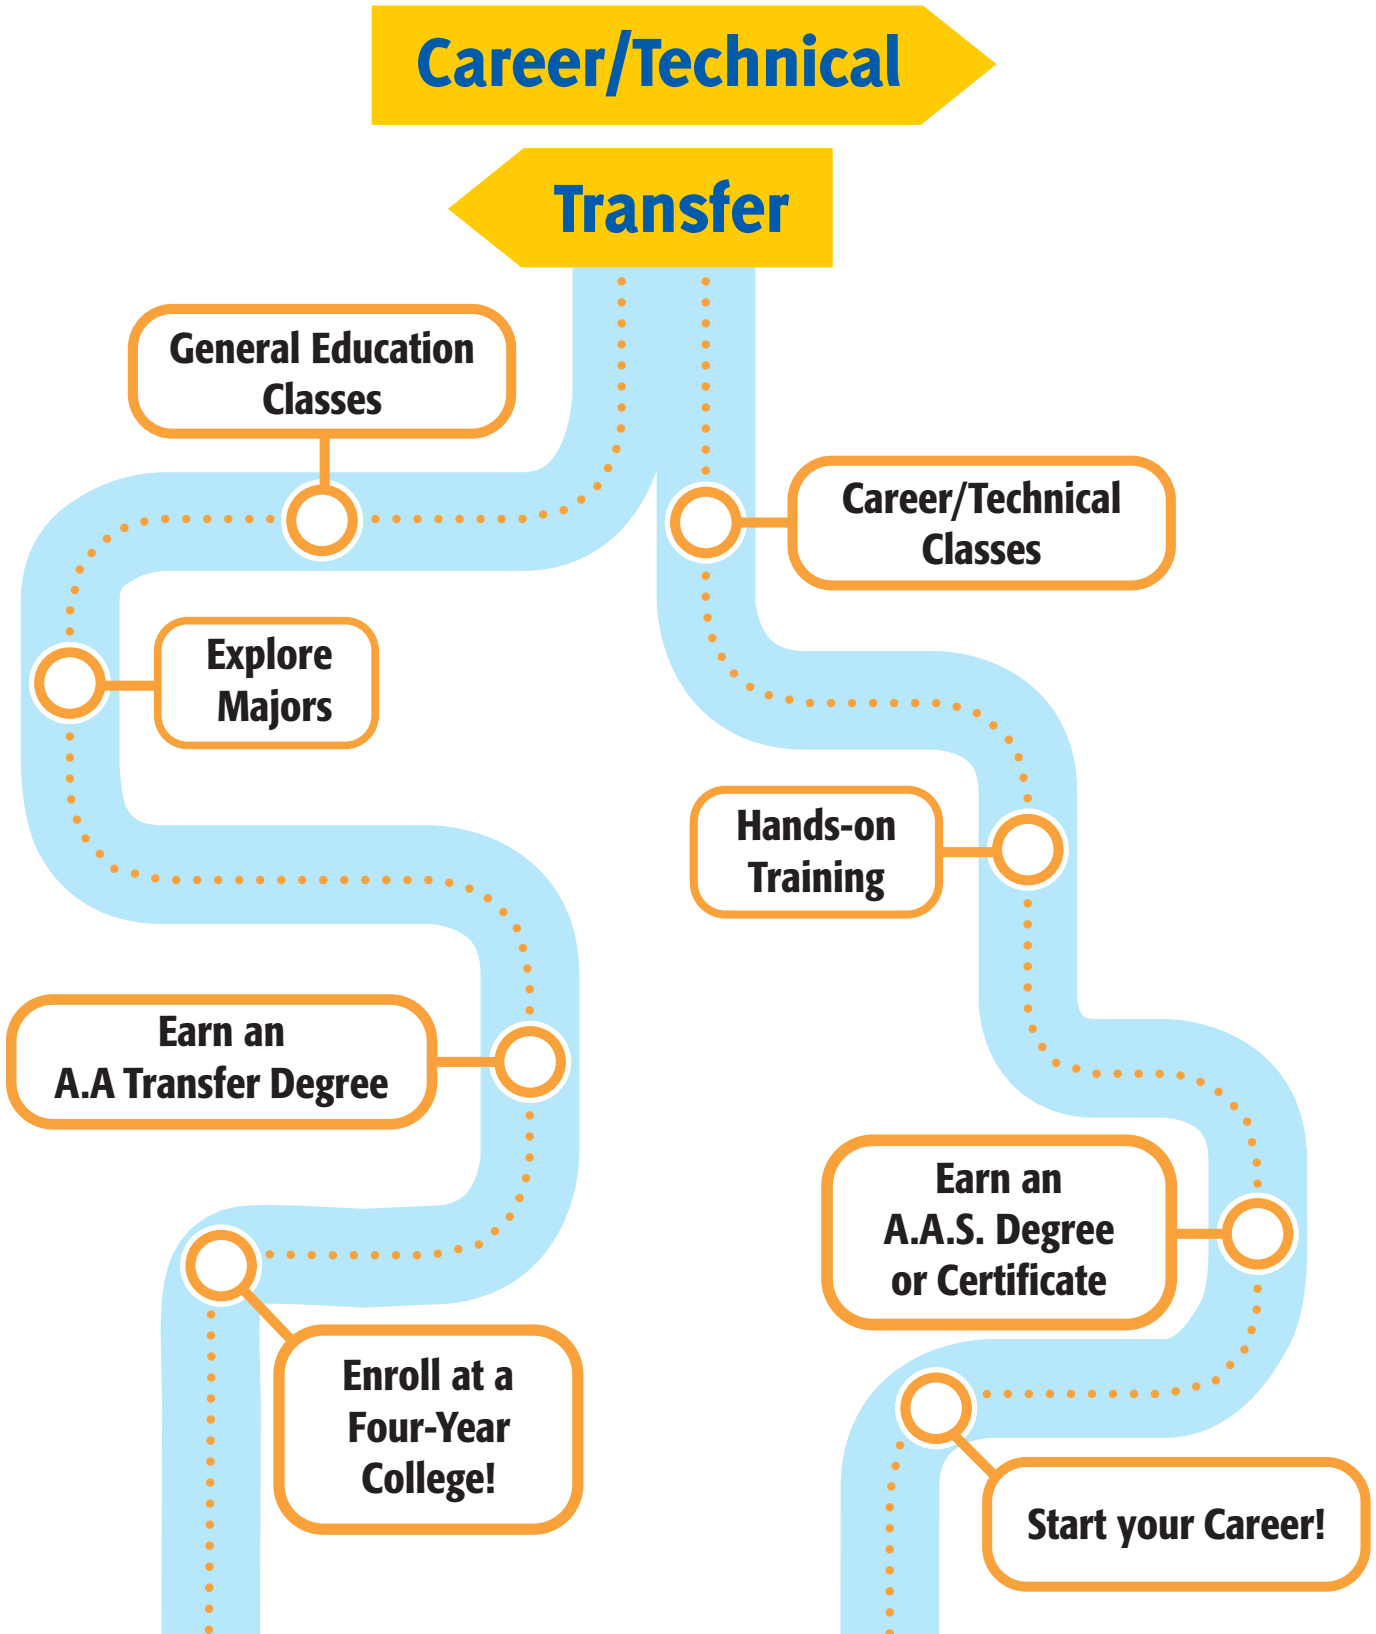 Career/Technical
Transfer
General Education
Classes
Career/Technical
Classes
Explore
Majors
Hands-on
Training
Earn an
A.A Transfer Degree
Earn an
A.A.S. Degree
or Certificate
Enroll at a
Four-Year
College!
Start your Career!